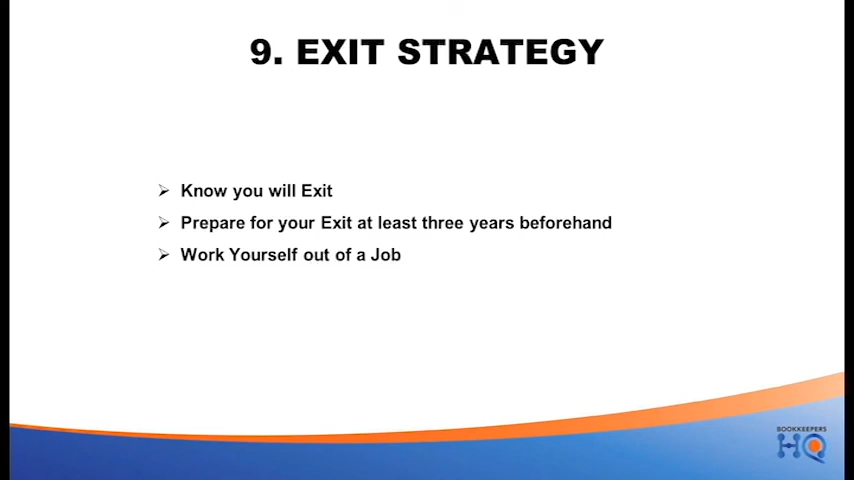 9. EXIT STRATEGY
➢ Know you will Exit
➢ Prepare for your Exit at least three years beforehand
➢ Work Yourself out of a Job
BOOKKEEPERS
HQ